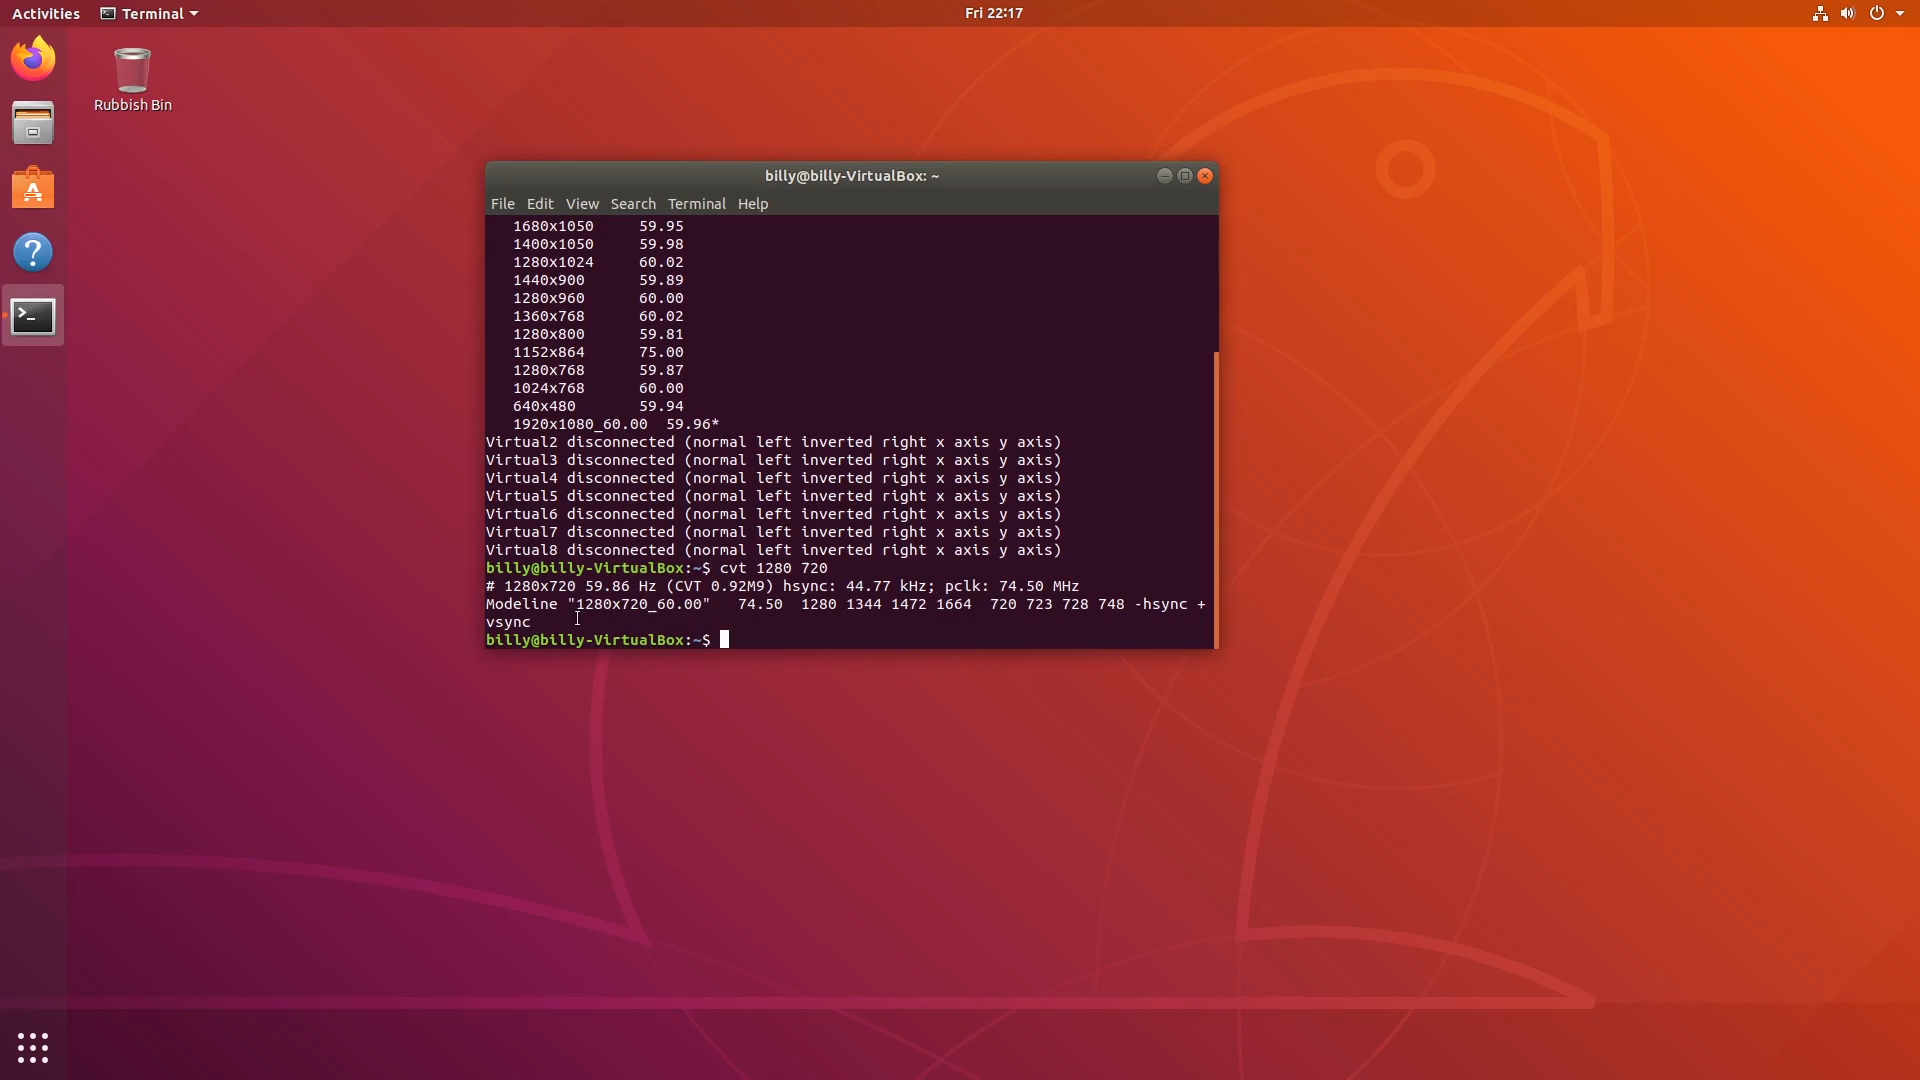 Activities Terminal Fri 22:17
Rubbish Bin
billy@billy-VirtualBox: ~
File Edit View Search Terminal Help
1680x1050 59.95
1400x1050 59.98
1280x1024 60.02
1440x900 59.89
1280x960 60.00
1360x768 60.02
1280x800 59.81
1152x864 75.00
1280x768 59.87
1024x768 60.00
640x480 59.94
1920x1080_60.00 59.96*
Virtual2 disconnected (normal left inverted right x axis y axis)
Virtual3 disconnected (normal left inverted right x axis y axis)
Virtual4 disconnected (normal left inverted right x axis y axis)
Virtual5 disconnected (normal left inverted right x axis y axis)
Virtual6 disconnected (normal left inverted right x axis y axis)
Virtual7 disconnected (normal left inverted right x axis y axis)
Virtual8 disconnected (normal left inverted right x axis y axis)
billy@billy-VirtualBox:~$ cvt 1280 720
# 1280x720 59.86 Hz (CVT 0.92M9) hsync: 44.77 kHz; pclk: 74.50 MHz
Modeline "1280x720_60.00" 74.50 1280 1344 1472 1664 720 723 728 748 -hsync +
vsync
billy@billy-VirtualBox:~$